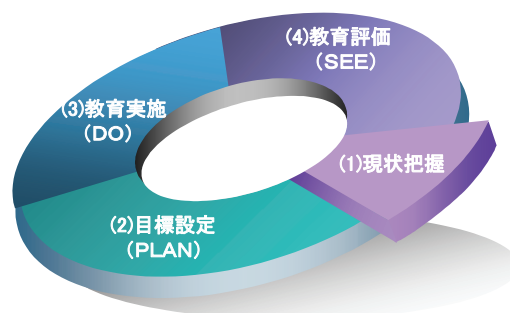 (4)教育評価
（SEE）
(3)教育実施
（DO）
(1)現状把握
(2)目標設定
（PLAN）